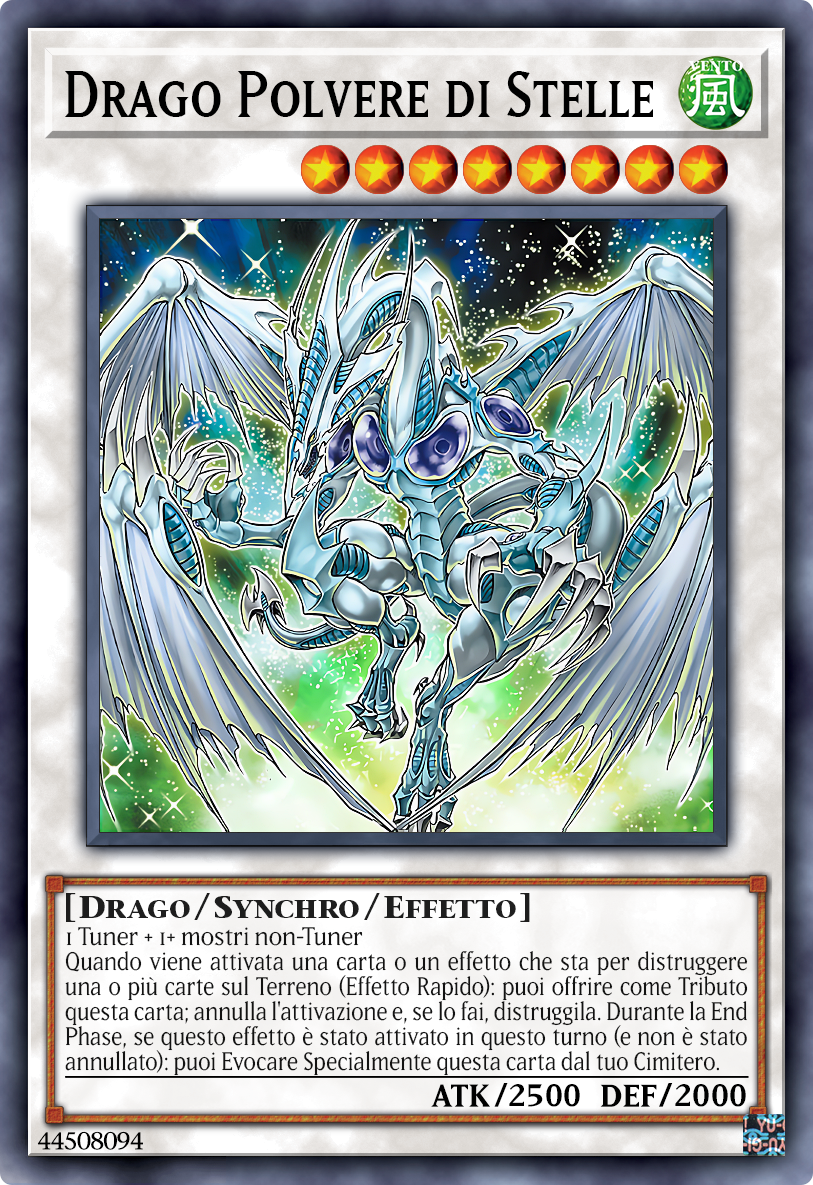 Drago Polvere di Stelle
VENTO
風
[Drago/Synchro/Effetto]
1 Tuner + 1+ mostri non-Tuner
Quando viene attivata una carta o un effetto che sta per distruggere
una o più carte sul Terreno (Effetto Rapido): puoi offrire come Tributo
questa carta; annulla l'attivazione e, se lo fai, distruggila. Durante la End
Phase, se questo effetto è stato attivato in questo turno (e non è stato
annullato): puoi Evocare Specialmente questa carta dal tuo Cimitero.
ATK/2500 DEF/2000
44508094